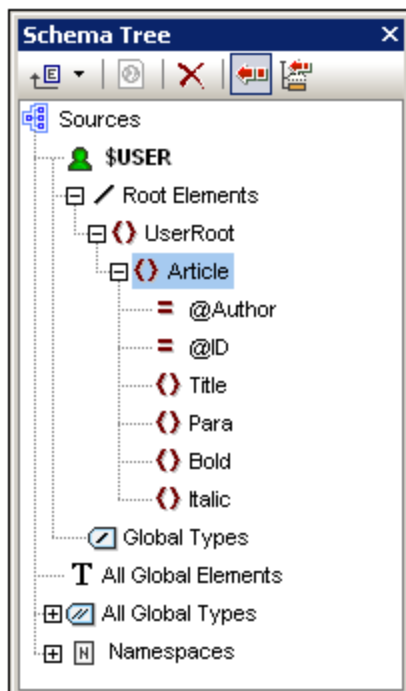 Schema Tree
Sources
$USER
Root Elements
UserRoot
Article
@Author
@ID
Title
Para
Bold
Italic
Global Types
T All Global Elements
All Global Types
N Namespaces